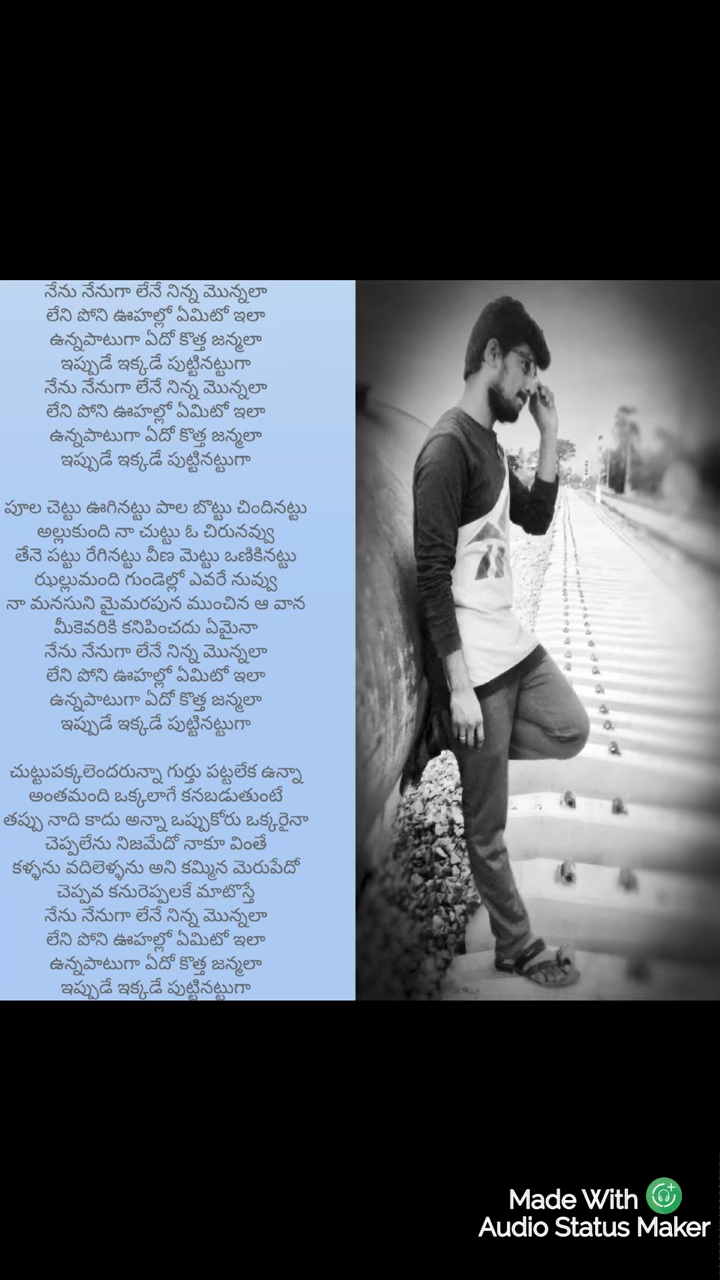 నేను నేనుగా లేనే నిన్న మొన్నలా
లేని పోని ఊహల్లో ఏమిటో ఇలా
ఉన్నపాటుగా ఏదో కొత్త జన్మలా
ఇప్పుడే ఇక్కడే పుట్టినట్టుగా
నేను నేనుగా లేనే నిన్న మొన్నలా
లేని పోని ఊహల్లో ఏమిటో ఇలా
ఉన్నపాటుగా ఏదో కొత్త జన్మలా
ఇప్పుడే ఇక్కడే పుట్టినట్టుగా
పూల చెట్టు ఊగినట్టు పాల బొట్టు చిందినట్టు
అల్లుకుంది నా చుట్టు ఓ చిరునవ్వు
తేనె పట్టు రేగినట్టు వీణ మెట్టు ఒణికినట్టు
ఝల్లుమంది గుండెల్లో ఎవరే నువ్వు
నా మనసుని మైమరపున ముంచిన ఆ వాన
మీకెవరికి కనిపించదు ఏమైనా
నేను నేనుగా లేనే నిన్న మొన్నలా
లేని పోని ఊహల్లో ఏమిటో ఇలా
ఉన్నపాటుగా ఏదో కొత్త జన్మలా
ఇప్పుడే ఇక్కడే పుట్టినట్టుగా
చుట్టుపక్కలెందరున్నా గుర్తు పట్టలేక ఉన్నా
అంతమంది ఒక్కలాగే కనబడుతుంటే
తప్పు నాది కాదు అన్నా ఒప్పుకోరు ఒక్కరైనా
చెప్పలేను నిజమేదో నాకూ వింతే
కళ్ళను వదిలెళ్ళను అని కమ్మిన మెరుపేదో
చెప్పవ కనురెప్పలకే మాటొస్తే
నేను నేనుగా లేనే నిన్న మొన్నలా
లేని పోని ఊహల్లో ఏమిటో ఇలా
ఉన్నపాటుగా ఏదో కొత్త జన్మలా
ఇప్పుడే ఇక్కడే పుట్టినట్టుగా
Made With
Audio Status Maker